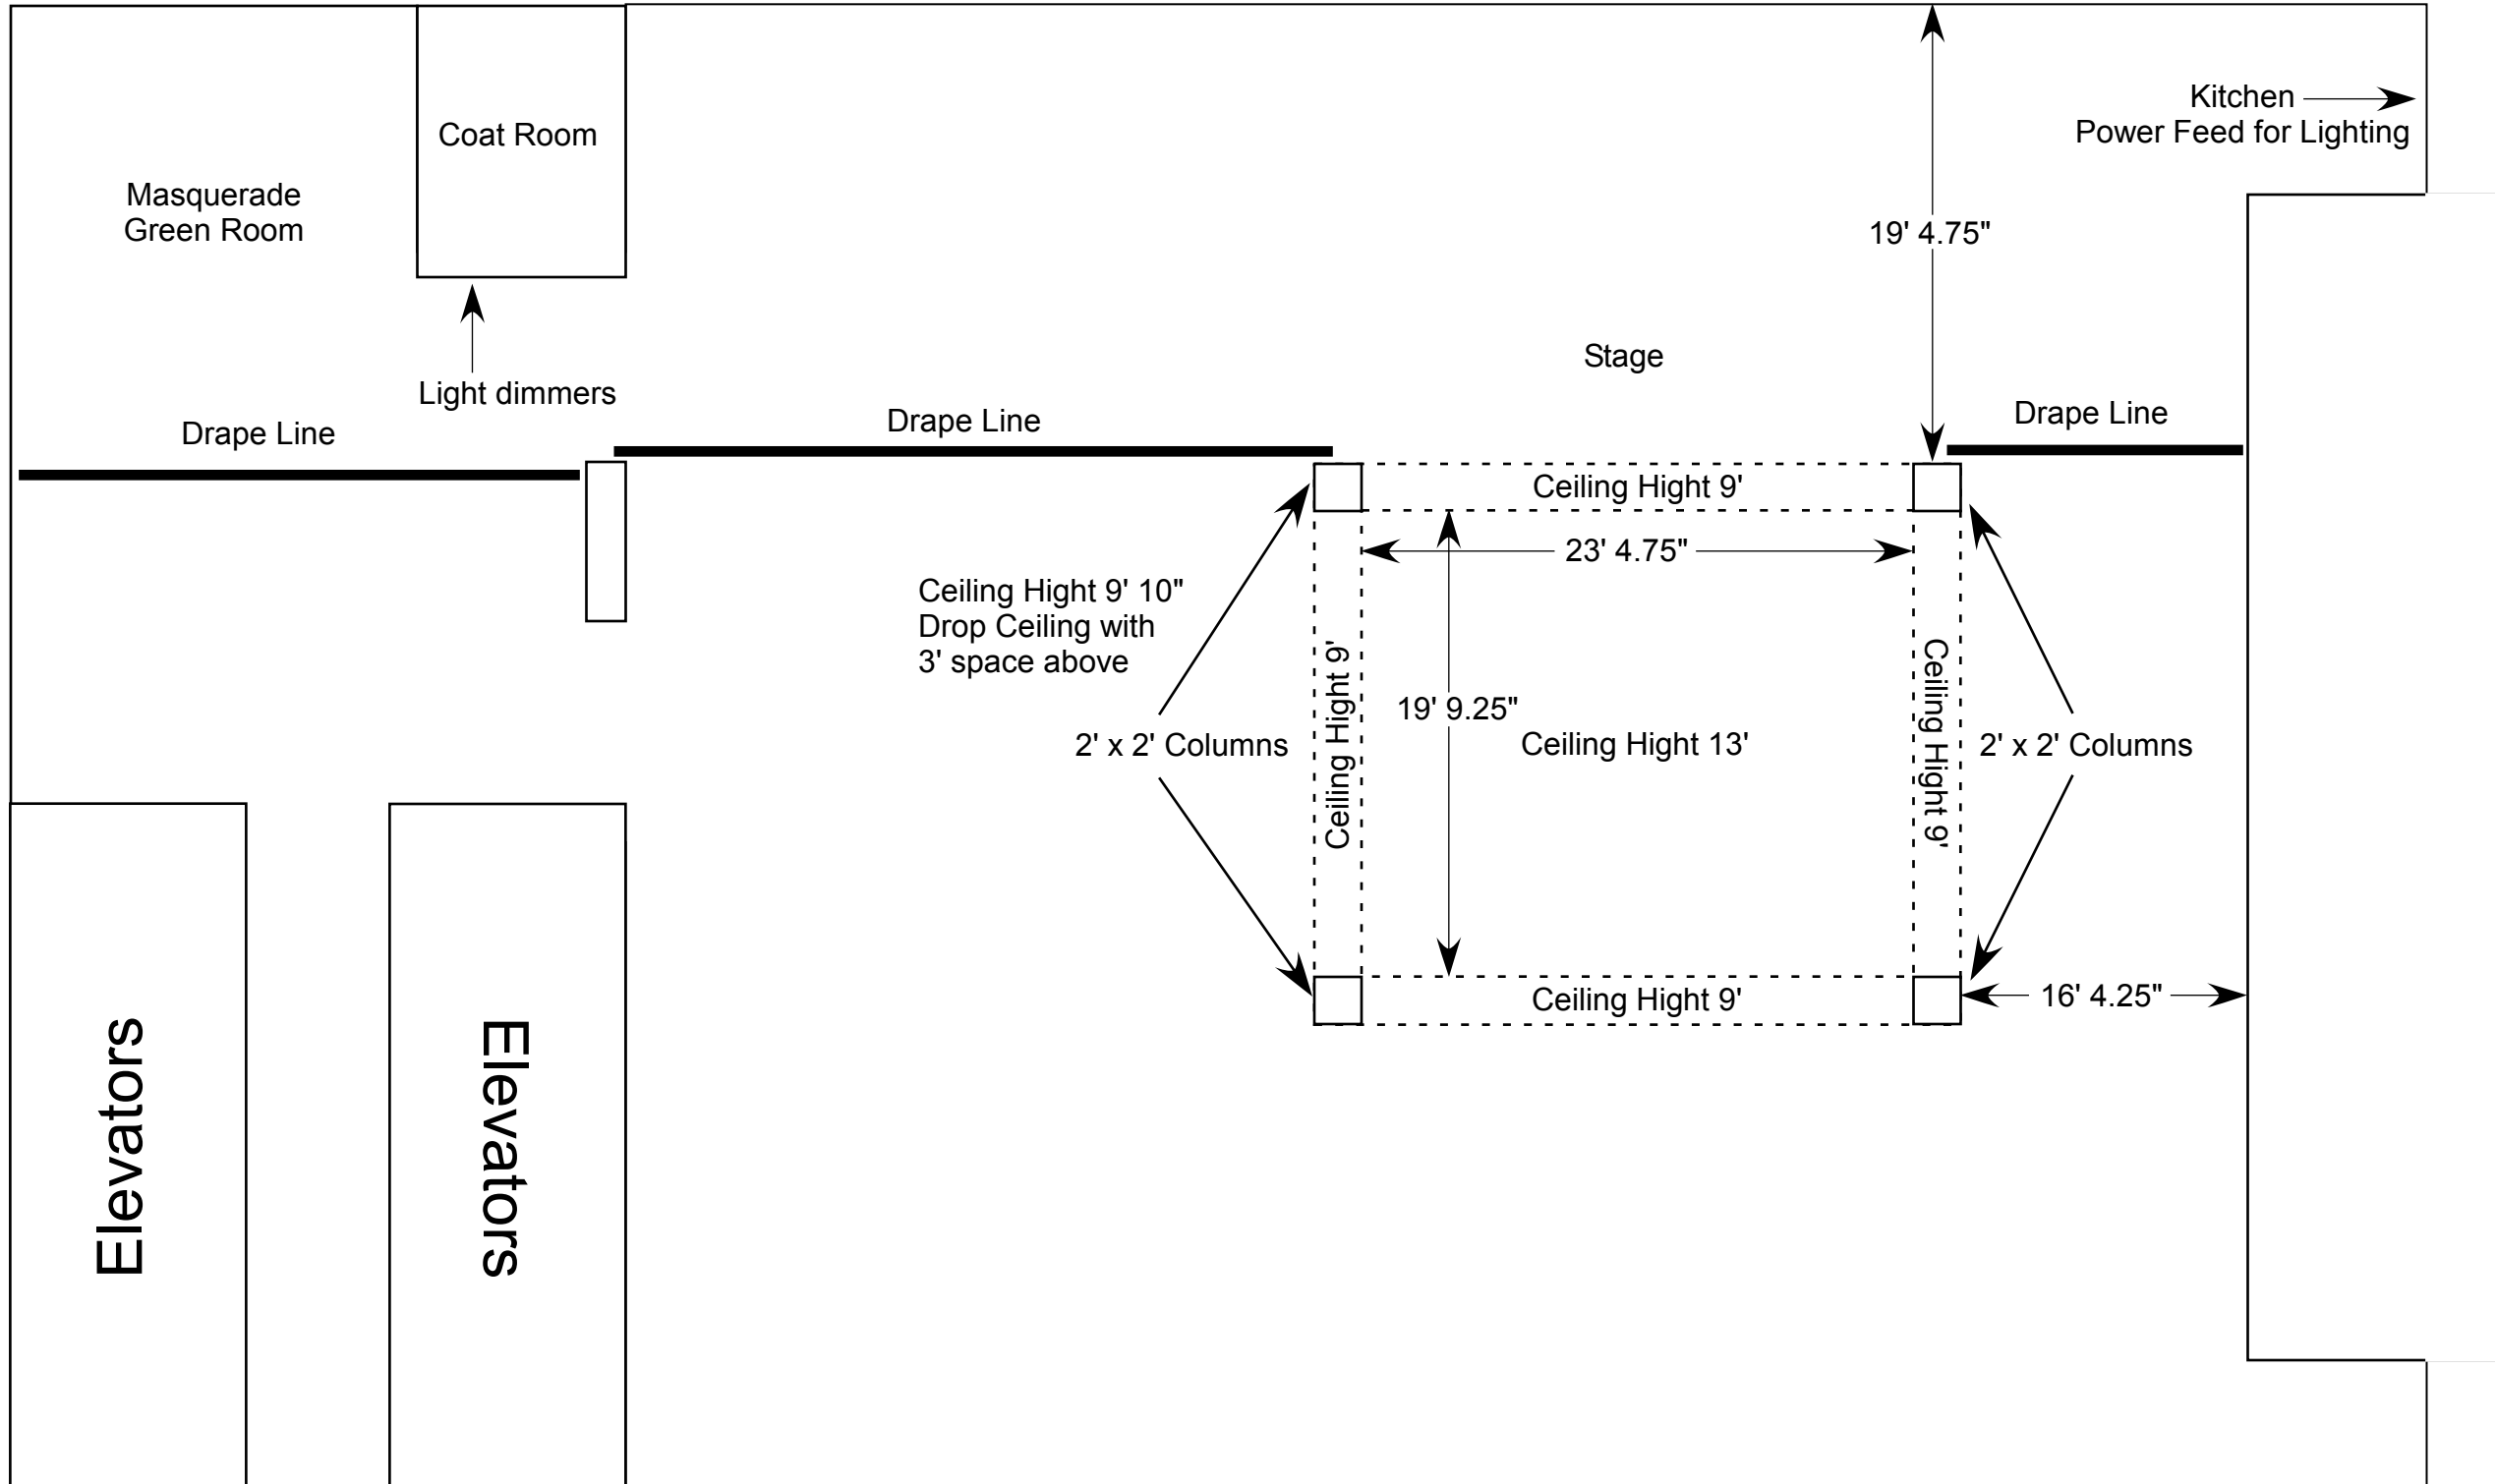 Kitchen
Power Feed for Lighting
Coat Room
Masquerade
Green Room
19' 4.75"
Stage
Light dimmers
Drape Line
Drape Line
Drape Line
Ceiling Hight 9'
23' 4.75"
Ceiling Hight 9' 10"
Drop Ceiling with
3' space above
Ceiling Hight 9'
19' 9.25"
Ceiling Hight 13'
Ceiling Hight 9'
2' x 2' Columns
2' x 2' Columns
Ceiling Hight 9'
16' 4.25"
Elevators
Elevators